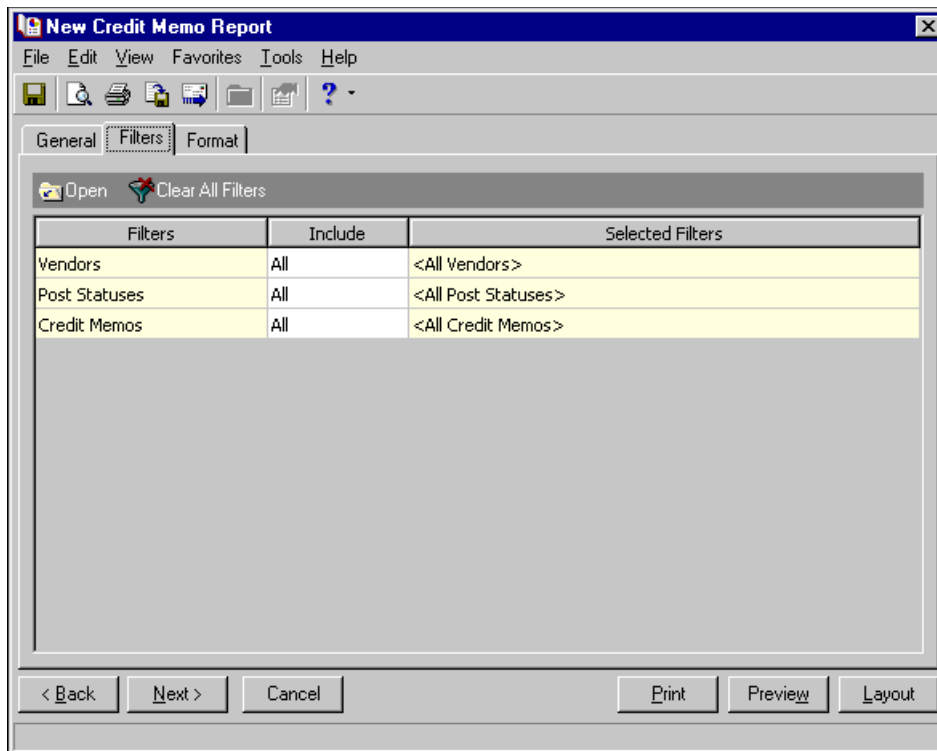 New Credit Memo Report
File Edit View Favorites Tools Help
General Filters Format
Open Clear All Filters
Filters Include Selected Filters
Vendors All <All Vendors>
Post Statuses All <All Post Statuses>
Credit Memos All <All Credit Memos>
< Back Next > Cancel Print Preview Layout